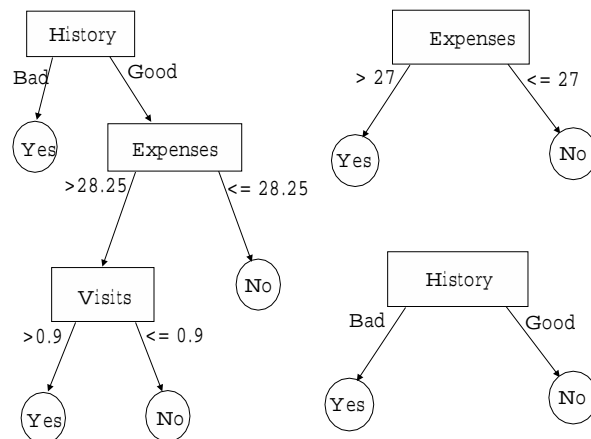 History
Bad
Good
Yes
Expenses
>28.25
<= 28.25
Visits
No
>0.9
<= 0.9
Yes
No
Expenses
> 27
<= 27
Yes
No
History
Bad
Good
Yes
No